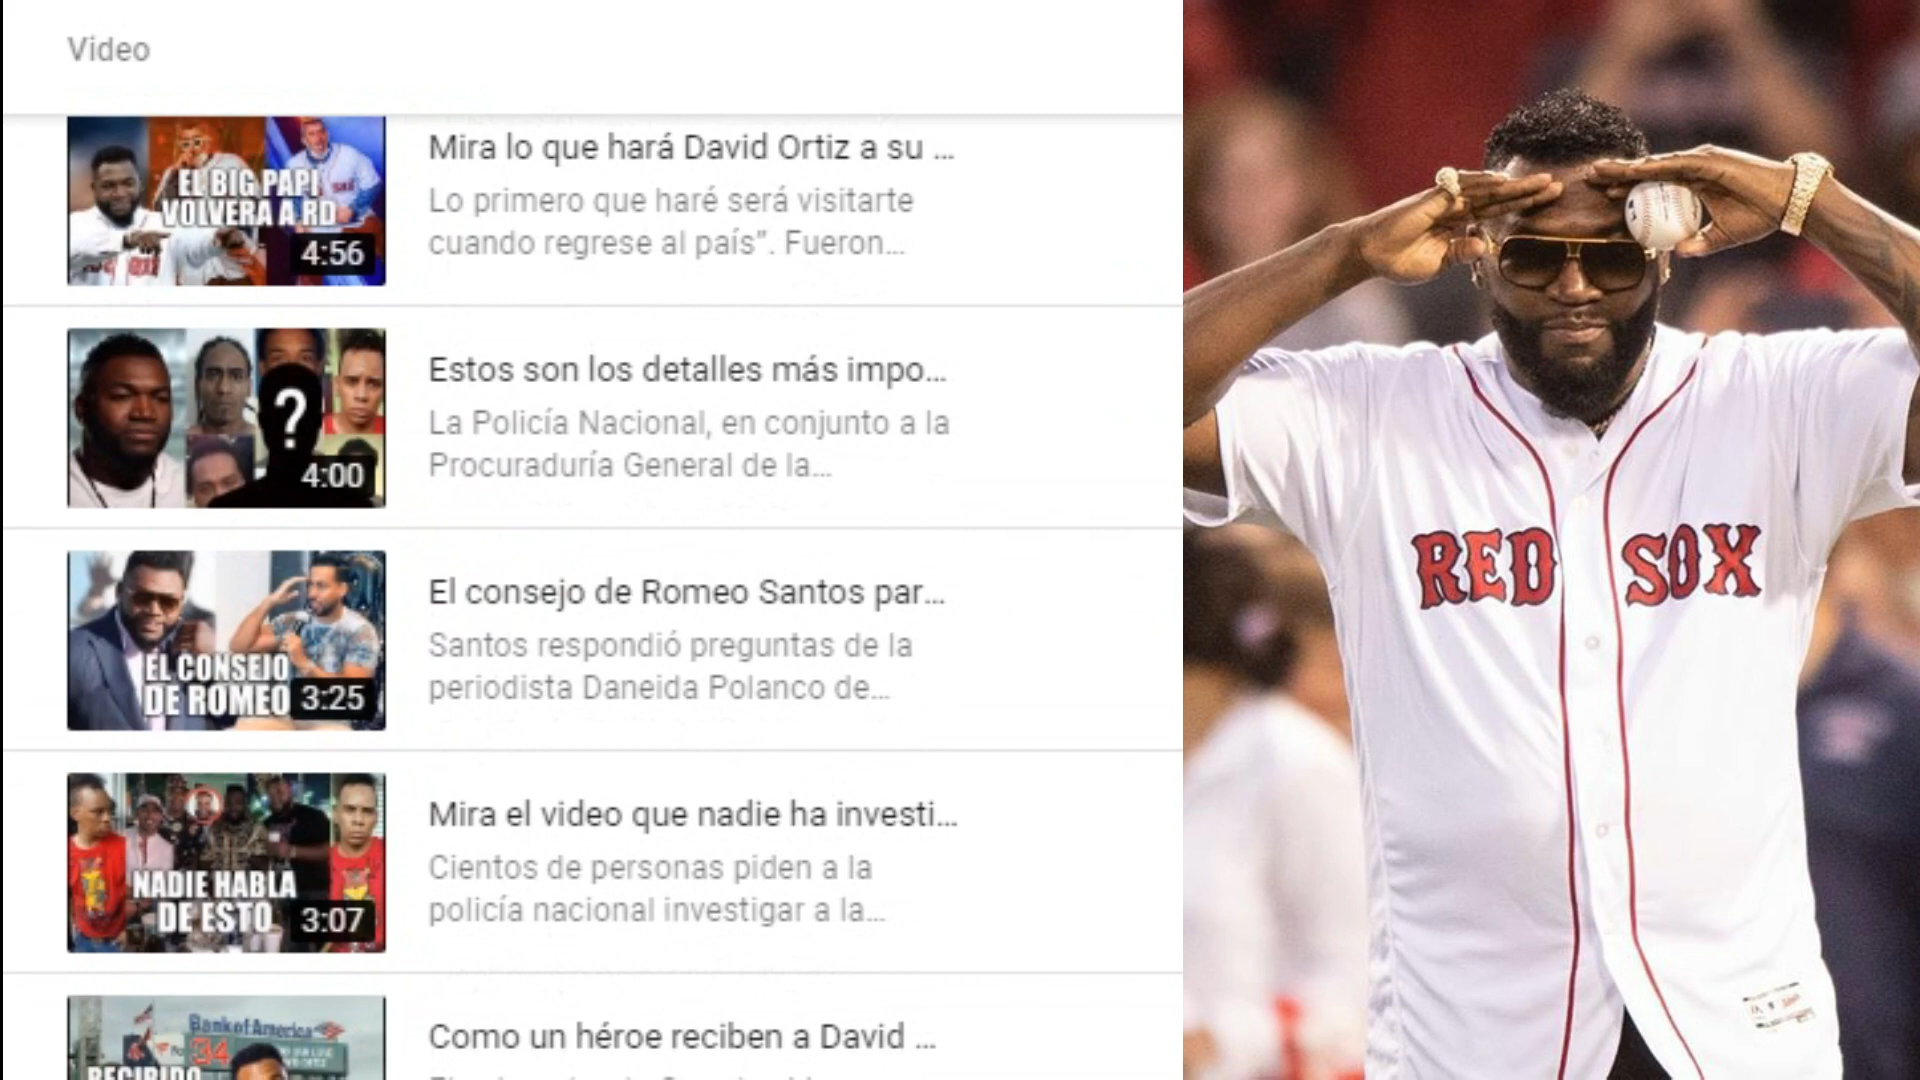 Video
EL BIG PAPI
VOLVERA A RD
4:56
Mira lo que hará David Ortiz a su ...
Lo primero que haré será visitarte
cuando regrese al país”. Fueron...
?
4:00
Estos son los detalles más impo...
La Policía Nacional, en conjunto a la
Procuraduría General de la...
EL CONSEJO
DE ROMEO
3:25
El consejo de Romeo Santos par...
Santos respondió preguntas de la
periodista Daneida Polanco de...
NADIE HABLA
DE ESTO
3:07
Mira el video que nadie ha investi...
Cientos de personas piden a la
policía nacional investigar a la...
Bank of America
34
RECIBIDO
Como un héroe reciben a David ...
RED SOX